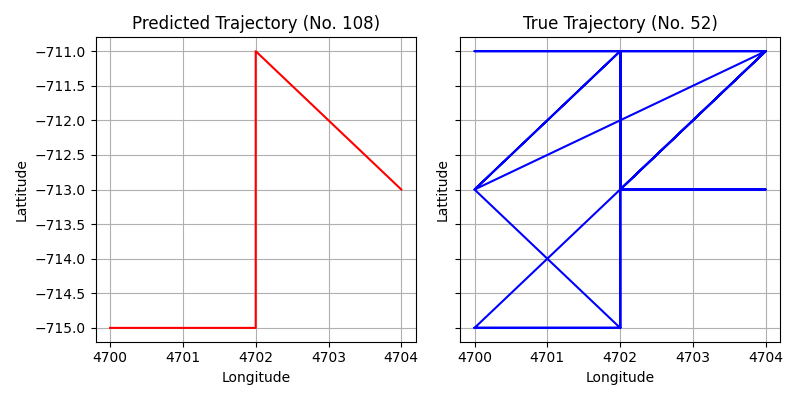 Predicted Trajectory (No. 108)
True Trajectory (No. 52)
−711.0
−711.5
−712.0
−712.5
−713.0
−713.5
−714.0
−714.5
−715.0
Lattitude
Lattitude
4700 4701 4702 4703 4704
4700 4701 4702 4703 4704
Longitude
Longitude